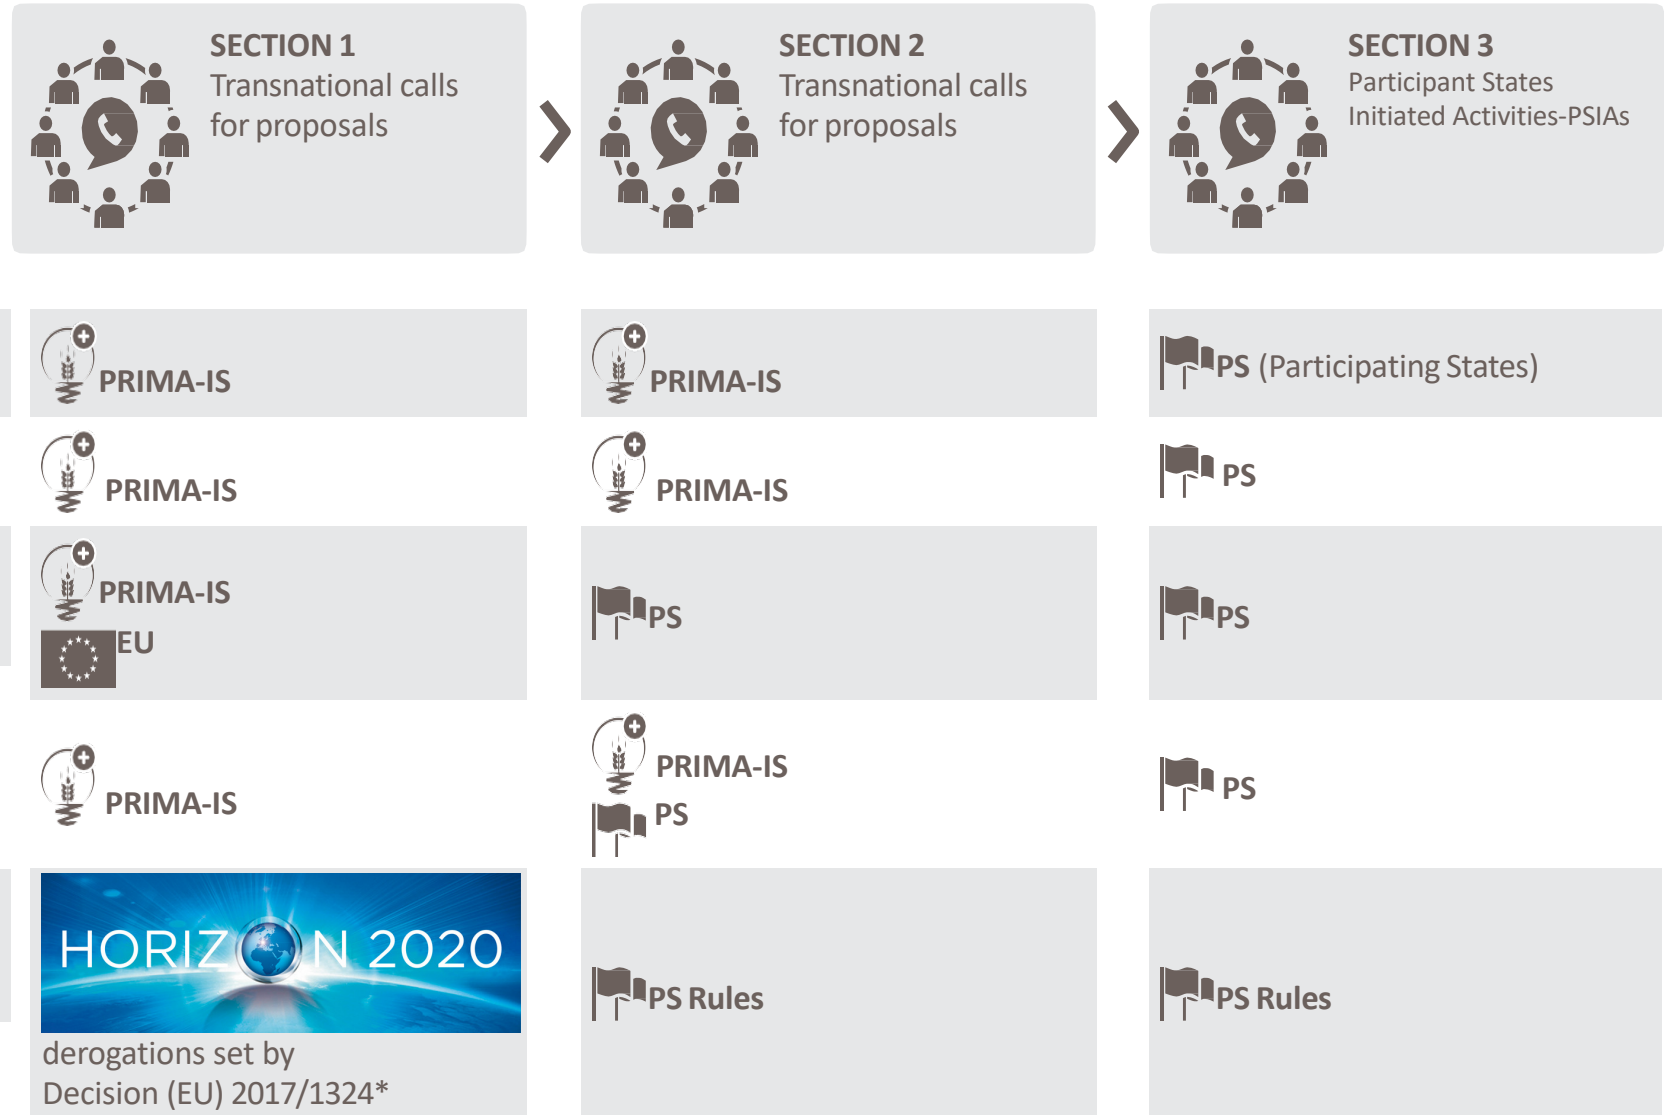 SECTION 1
Transnational calls
for proposals
SECTION 2
Transnational calls
for proposals
SECTION 3
Participant States
Initiated Activities-PSIAs
PRIMA-IS
PRIMA-IS
PS (Participating States)
PRIMA-IS
PRIMA-IS
PS
PRIMA-IS
EU
PS
PS
PRIMA-IS
PRIMA-IS
PS
PS
HORIZON 2020
derogations set by
Decision (EU) 2017/1324*
PS Rules
PS Rules